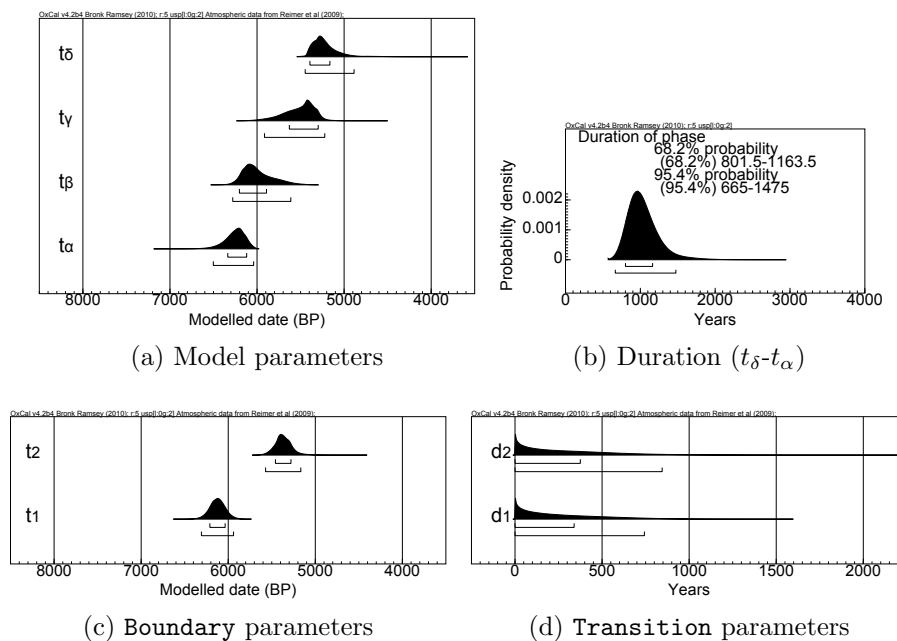 OxCal v4.2b4 Bronk Ramsey (2010); r:5 usp[l:0g:2] Atmospheric data from Reimer et al (2009);
tδ
tγ
tβ
tα
8000 7000 6000 5000 4000
Modelled date (BP)
(a) Model parameters
OxCal v4.2b4 Bronk Ramsey (2010); r:5 usp[l:0g:2]
Duration of phase
68.2% probability
(68.2%) 801.5-1163.5
95.4% probability
(95.4%) 665-1475
Probability density
0.002
0.001
0
0 1000 2000 3000 4000
Years
(b) Duration (tδ-tα)
OxCal v4.2b4 Bronk Ramsey (2010); r:5 usp[l:0g:2] Atmospheric data from Reimer et al (2009);
t2
t1
8000 7000 6000 5000 4000
Modelled date (BP)
(c) Boundary parameters
OxCal v4.2b4 Bronk Ramsey (2010); r:5 usp[l:0g:2] Atmospheric data from Reimer et al (2009);
d2
d1
0 500 1000 1500 2000
Years
(d) Transition parameters